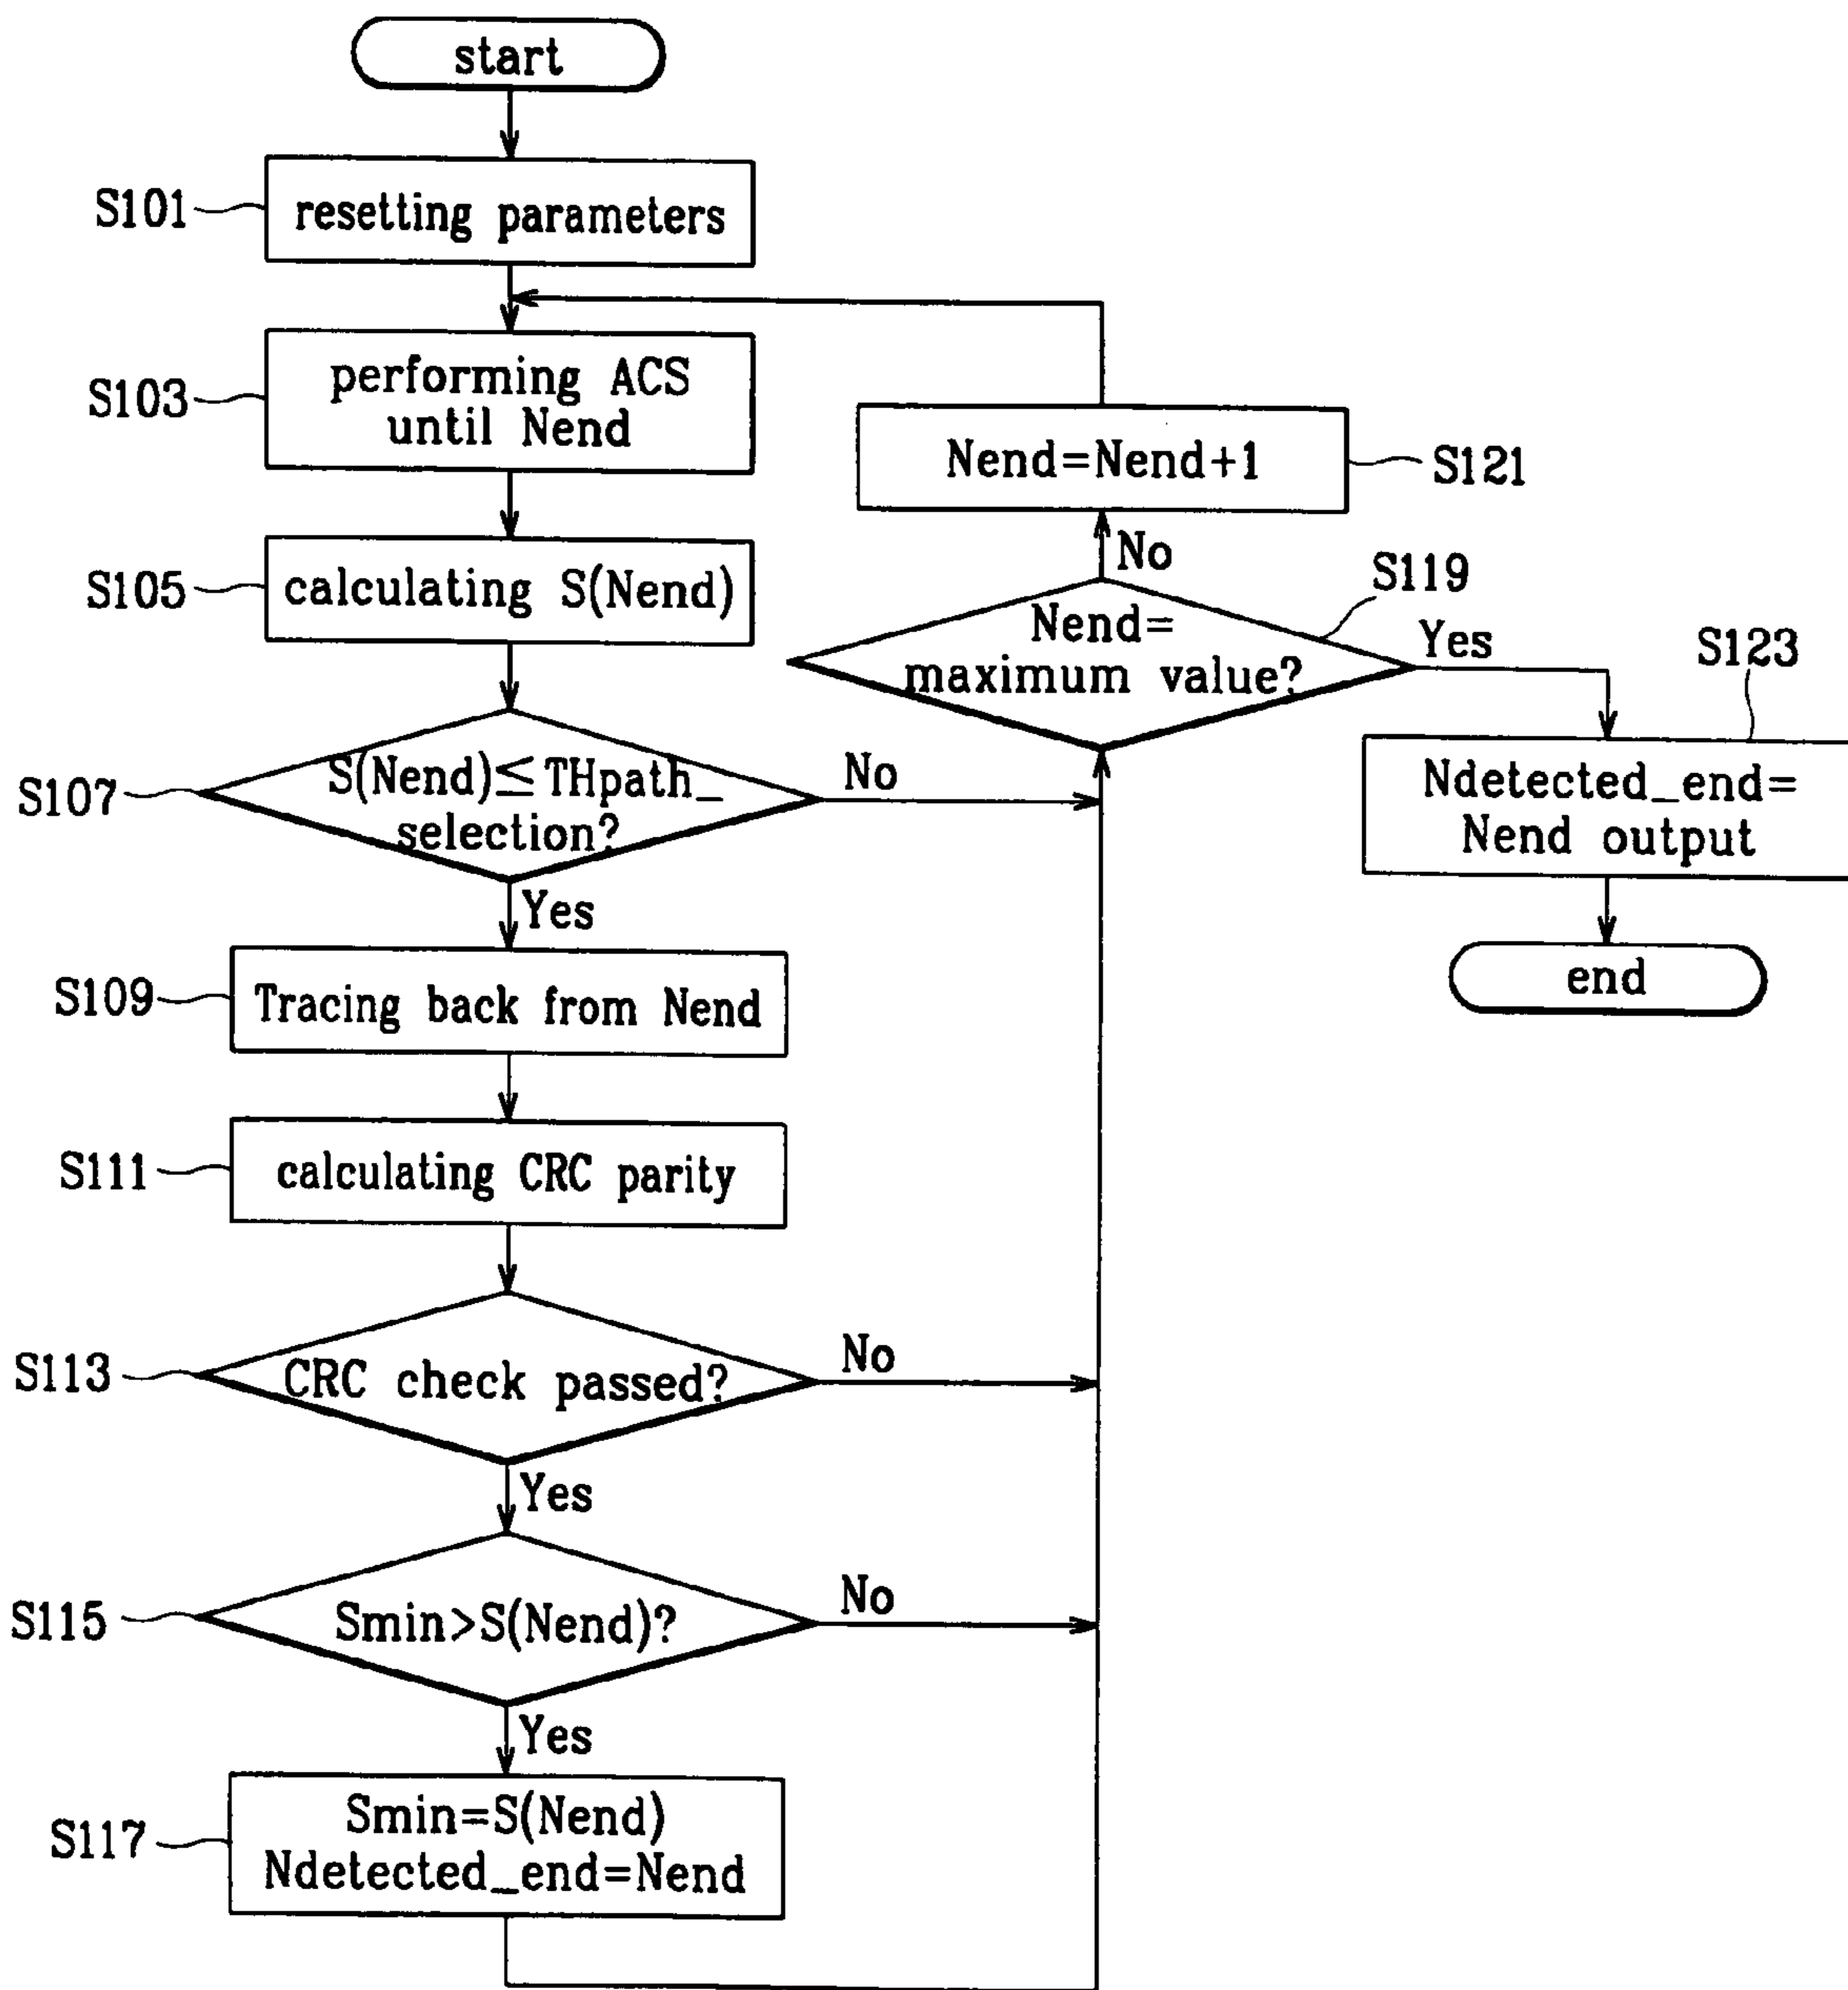 start
S101
resetting parameters
S103
performing ACS
until Nend
S105
calculating S(Nend)
S107
S(Nend)≤THpath_
selection?
No
Yes
S109
Tracing back from Nend
S111
calculating CRC parity
S113
CRC check passed?
No
Yes
S115
Smin>S(Nend)?
No
Yes
S117
Smin=S(Nend)
Ndetected_end=Nend
Nend=Nend+1
S121
No
S119
Nend=
maximum value?
Yes
S123
Ndetected_end=
Nend output
end